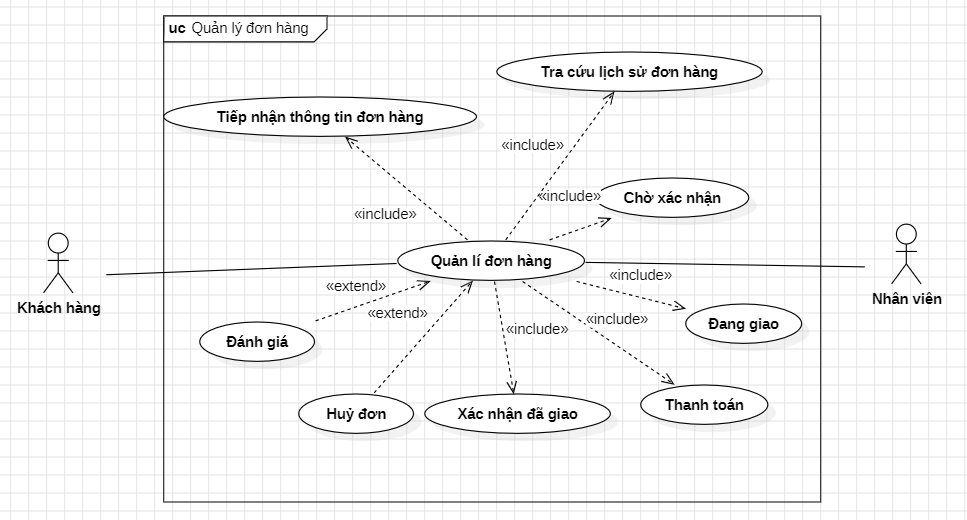 uc Quản lý đơn hàng
Tra cứu lịch sử đơn hàng
Tiếp nhận thông tin đơn hàng
«include»
«include»
Chờ xác nhận
«include»
Quản lí đơn hàng
Khách hàng
Nhân viên
«include»
«extend»
«extend»
«include»
«include»
Đang giao
Đánh giá
Huỷ đơn
Xác nhận đã giao
Thanh toán